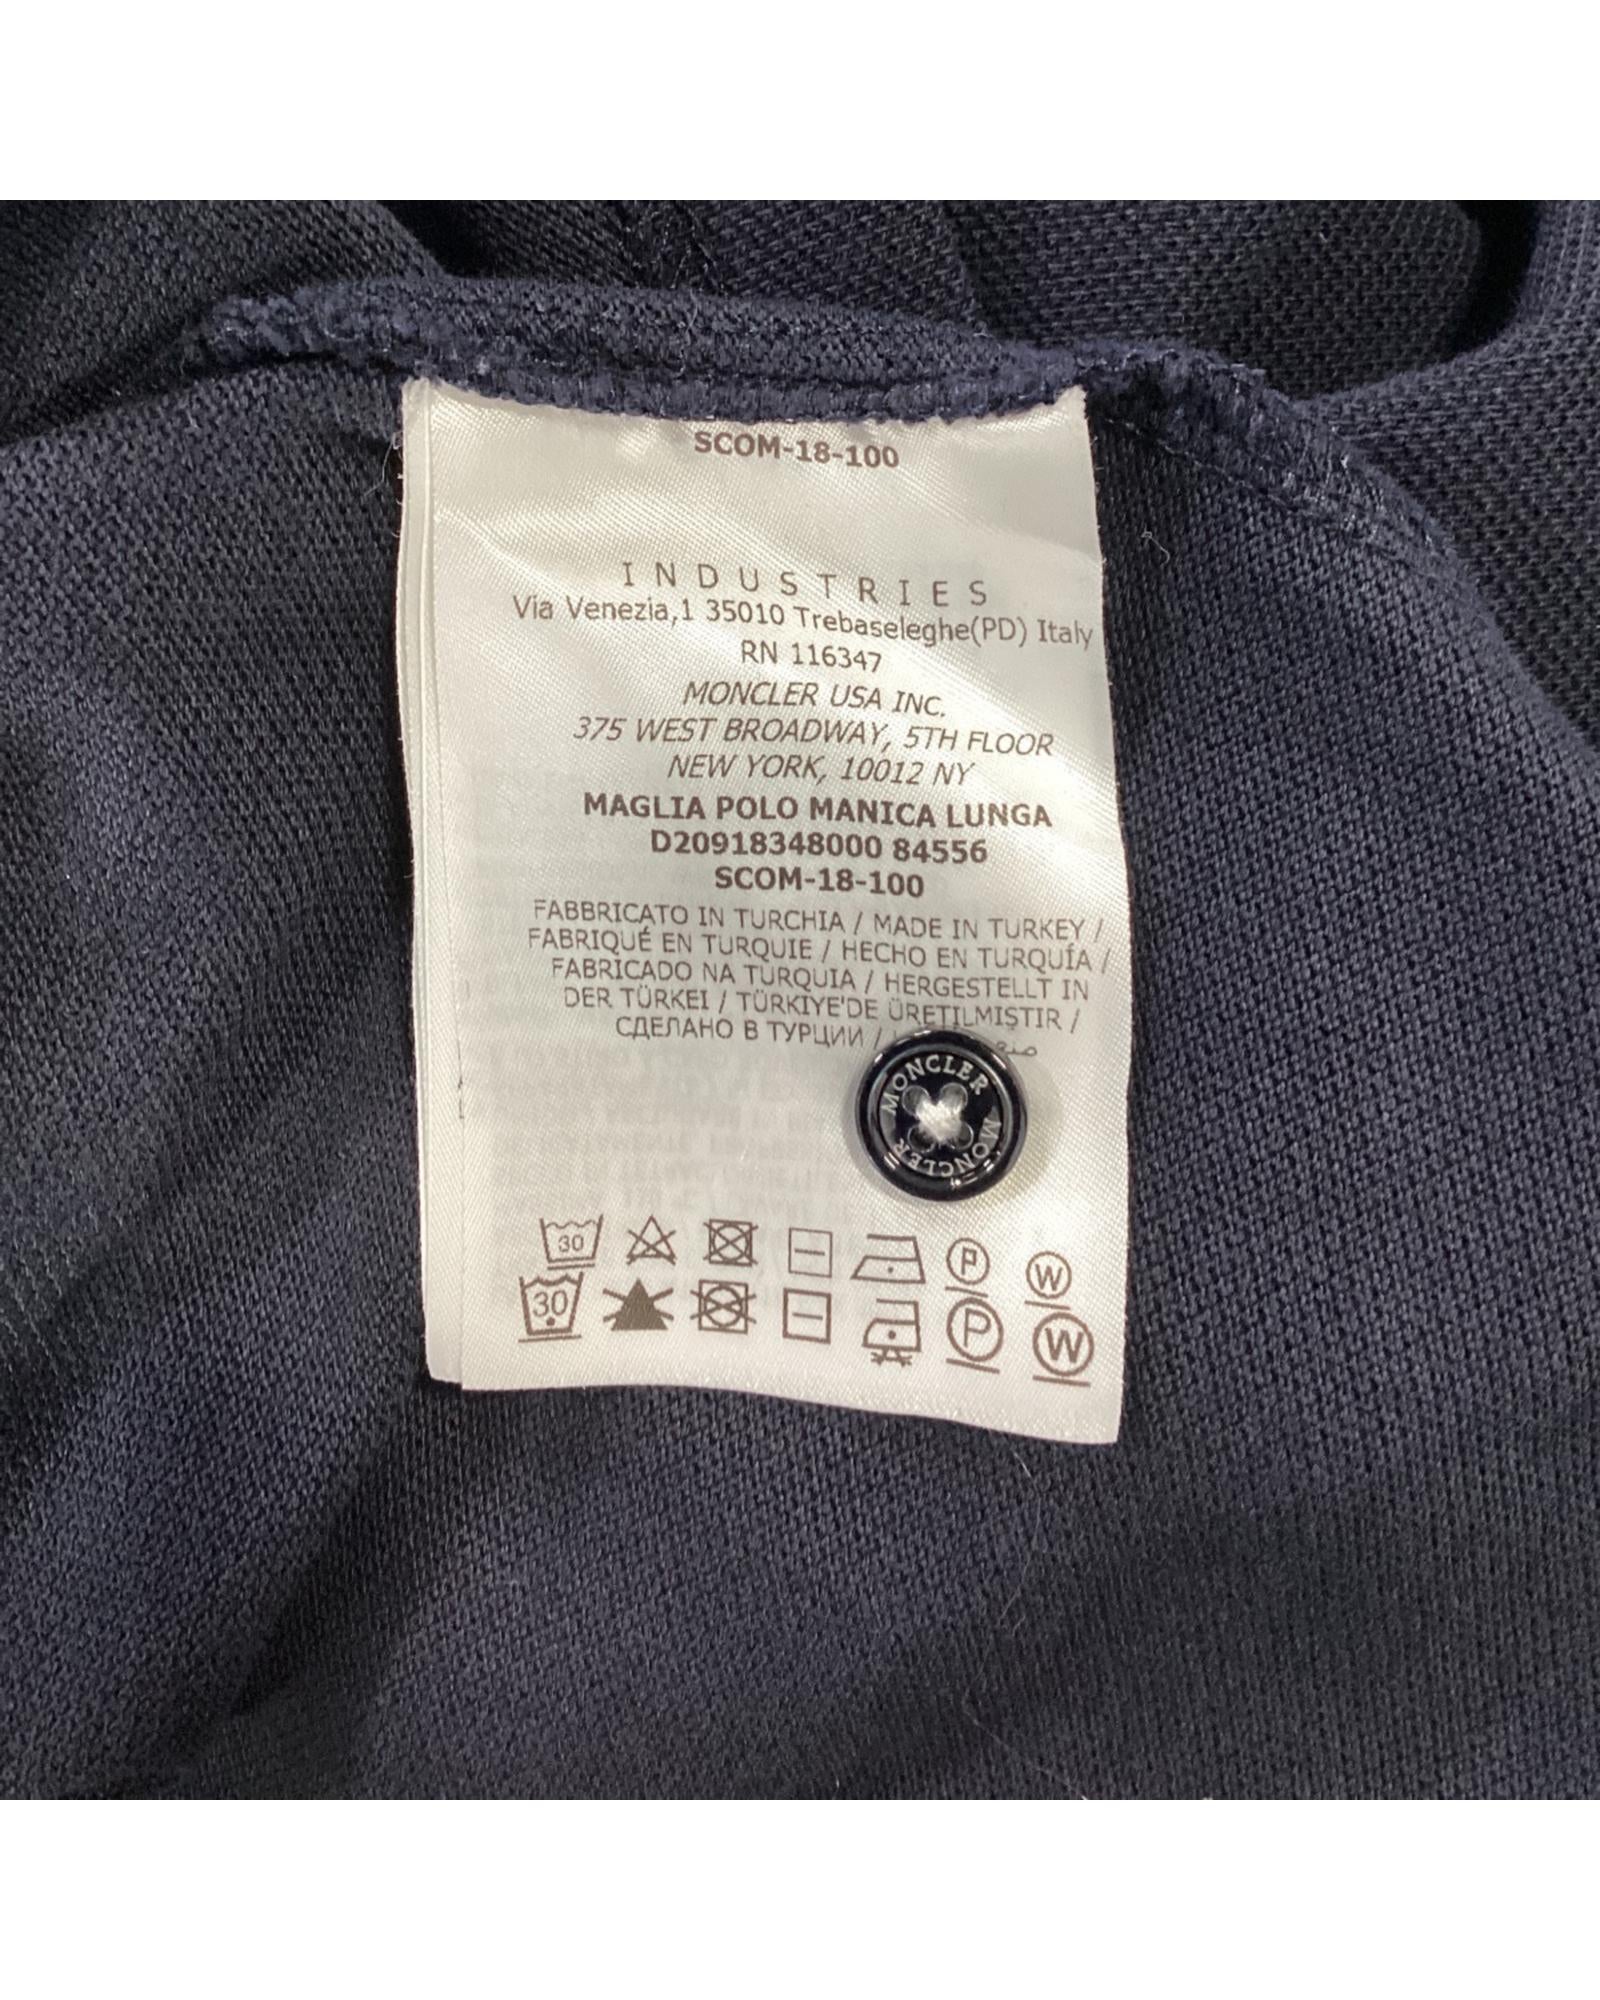 SCOM-18-100
INDUSTRIES
Via Venezia,1 35010 Trebaseleghe(PD) Italy
RN 116347
MONCLER USA INC.
375 WEST BROADWAY, 5TH FLOOR
NEW YORK, 10012 NY
MAGLIA POLO MANICA LUNGA
D20918348000 84556
SCOM-18-100
FABBRICATO IN TURCHIA / MADE IN TURKEY /
FABRIQUÉ EN TURQUIE / HECHO EN TURQUÍA /
FABRICADO NA TURQUIA / HERGESTELLT IN
DER TÜRKEI / TÜRKIYE'DE ÜRETILMIŞTIR /
СДЕЛАНО В ТУРЦИИ /
MONCLER MONCLER
30 P W
30 P W